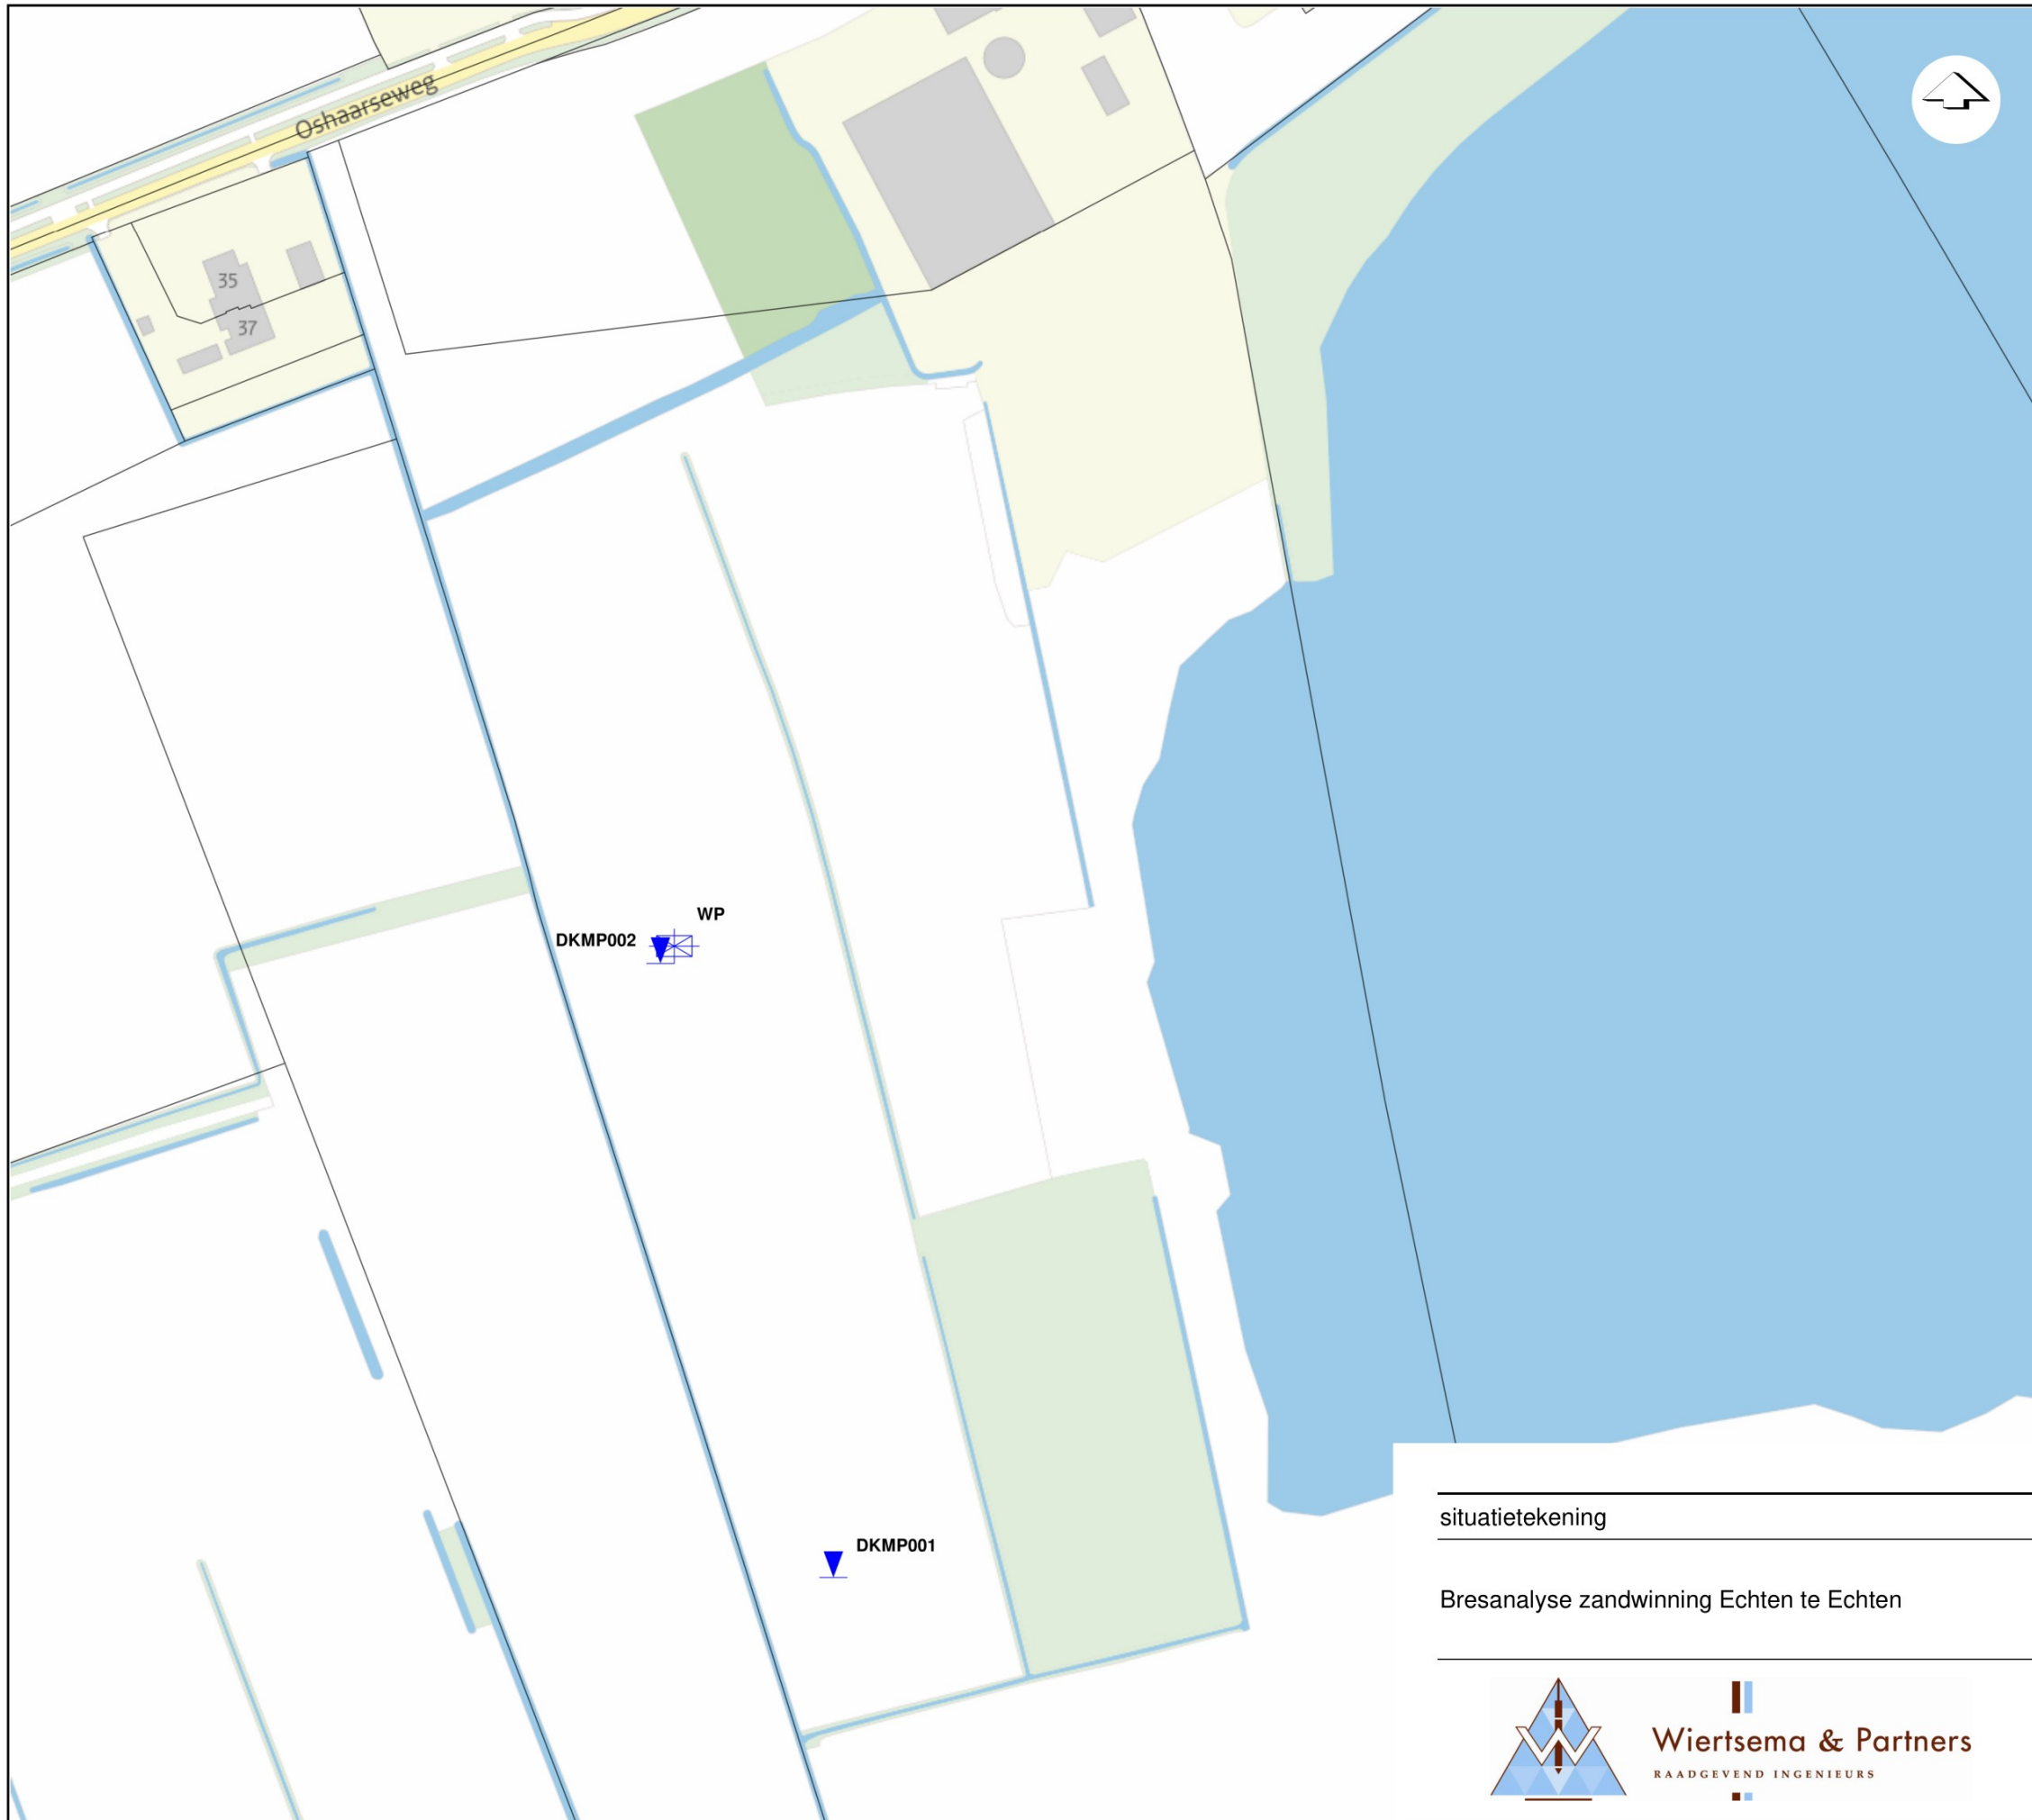 Oshaarseweg
35
37
WP
DKMP002
DKMP001
situatietekening
Bresanalyse zandwinning Echten te Echten
Wiertsema & Partners
RAADGEVEND INGENIEURS